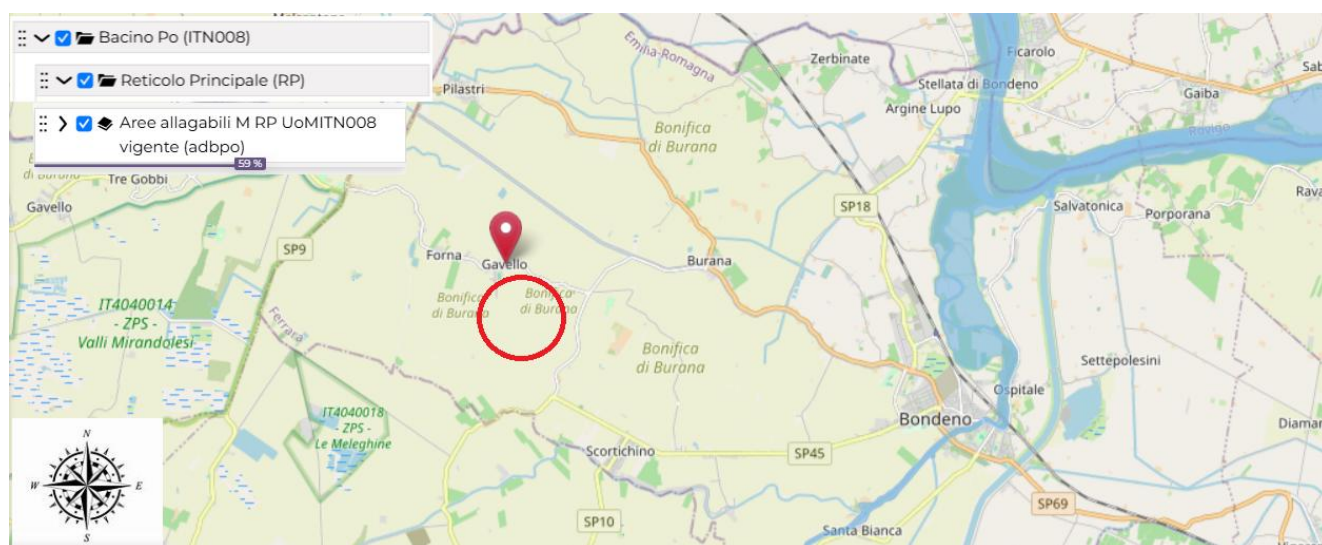 Bacino Po (ITN008)
Reticolo Principale (RP)
Aree allagabili M RP UoMITN008
vigente (adbpo)
59 %
Emilia-Romagna
Zerbinate
Ficarolo
Pilastri
Stellata di Bondeno
Gaiba
Argine Lupo
Bonifica
di Burana
Rovigo
di Burana
Tre Gobbi
Gavello
SP18
Salvatonica
Porporana
SP9
Forna
Gavello
Burana
IT4040014
- ZPS -
Valli Mirandolesi
Bonifica
di Burana
Bonifica
di Burana
Ferrara
Bonifica
di Burana
Settepolesini
Ospitale
IT4040018
- ZPS -
Le Meleghine
Bondeno
Scortichino
SP45
N
W
E
S
SP10
SP69
Santa Bianca